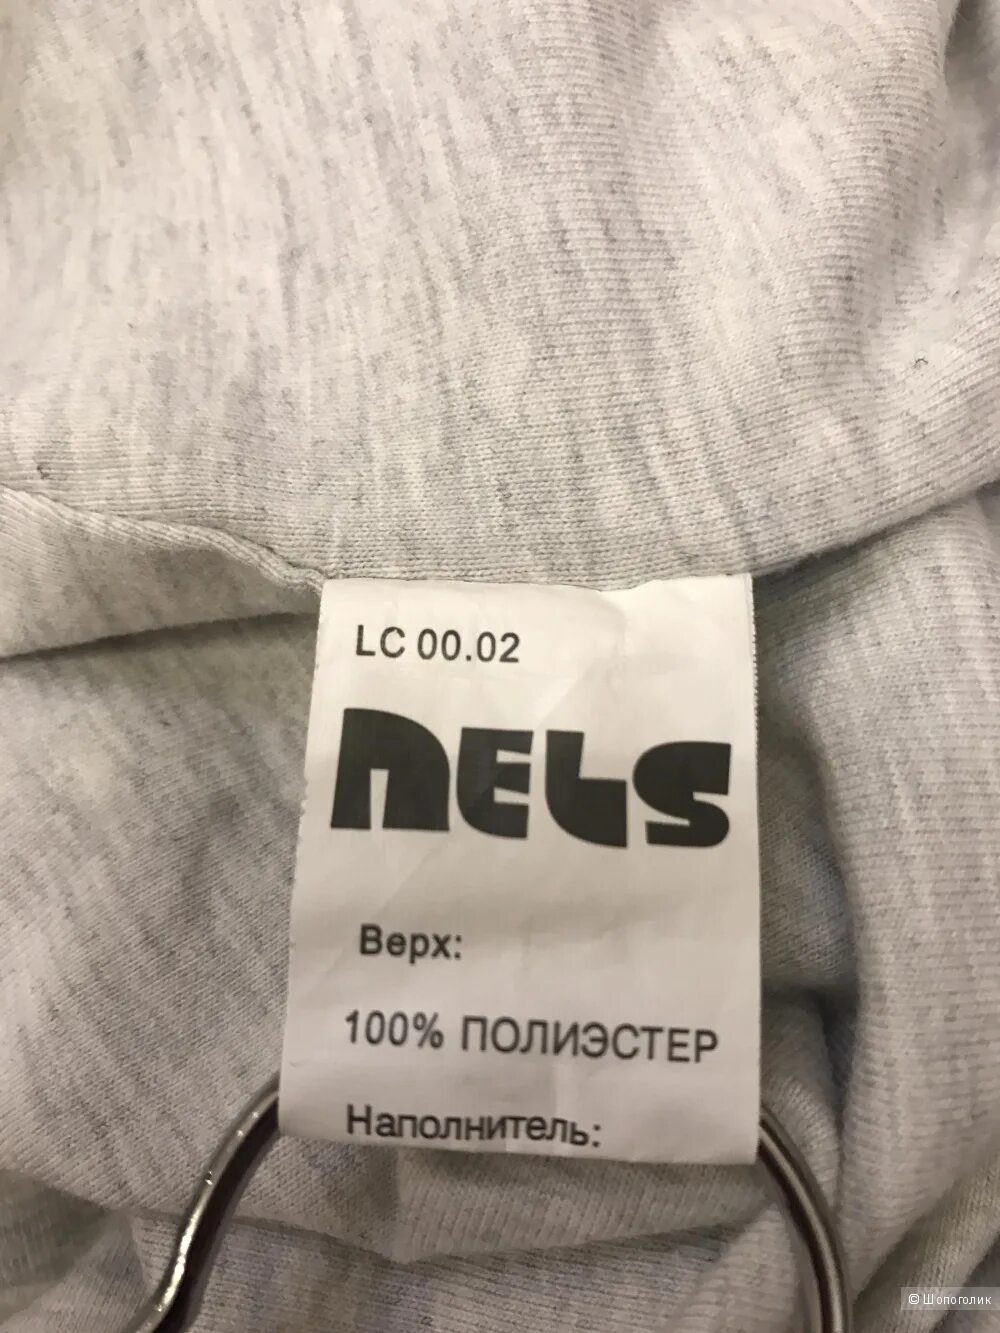 LC 00.02
NELS
Верх:
100% ПОЛИЭСТЕР
Наполнитель:
© Шопоголик